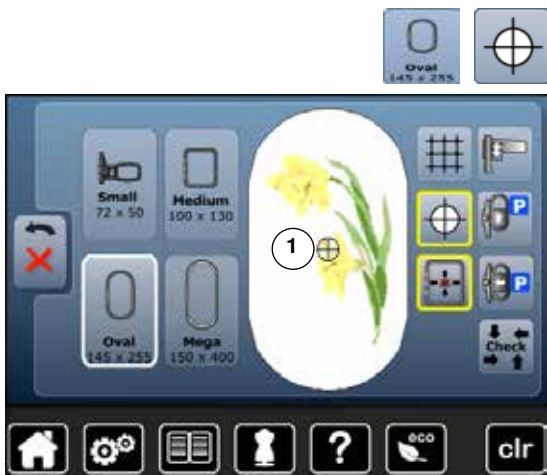 Oval
145 x 255
Small
72 x 50
Medium
100 x 130
1
P
Oval
145 x 255
Mega
150 x 400
P
Check
?
eco
clr